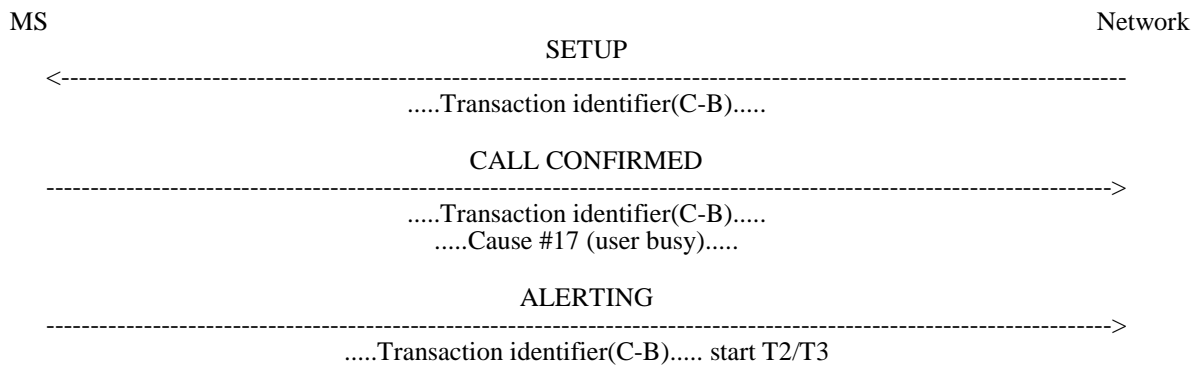 MS Network
SETUP
<----------------------------------------------------------------------------------------------------------------------
.....Transaction identifier(C-B).....
CALL CONFIRMED
---------------------------------------------------------------------------------------------------------------------->
.....Transaction identifier(C-B).....
.....Cause #17 (user busy).....
ALERTING
---------------------------------------------------------------------------------------------------------------------->
.....Transaction identifier(C-B)..... start T2/T3